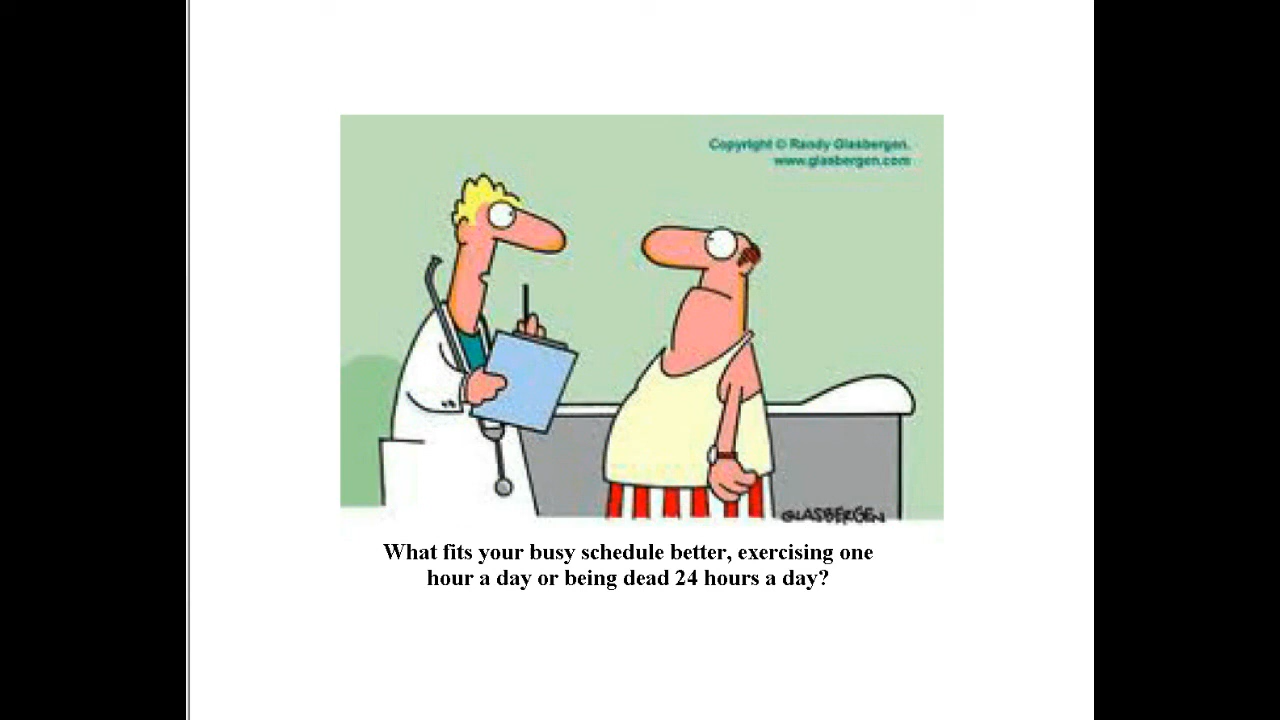 Copyright © Randy Glasbergen.
www.glasbergen.com
GLASBERGEN
What fits your busy schedule better, exercising one
hour a day or being dead 24 hours a day?